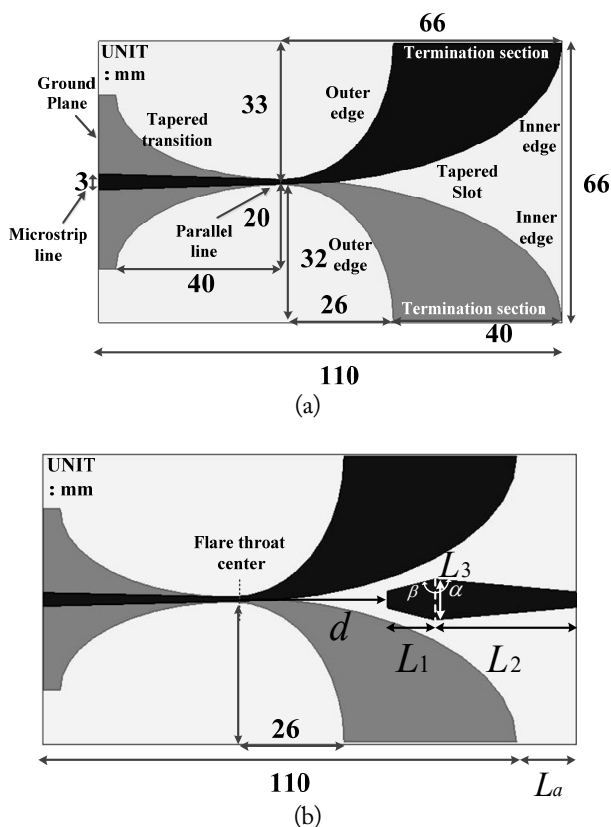 66
UNIT
: mm
Termination section
Ground
Plane
Outer
edge
33
Tapered
transition
Inner
edge
3
Tapered
Slot
66
20
Microstrip
line
Parallel
line
Inner
edge
32
Outer
edge
40
26
Termination section
40
110
(a)
UNIT
: mm
Flare throat
center
L3
β
α
d
L1
L2
26
110
La
(b)